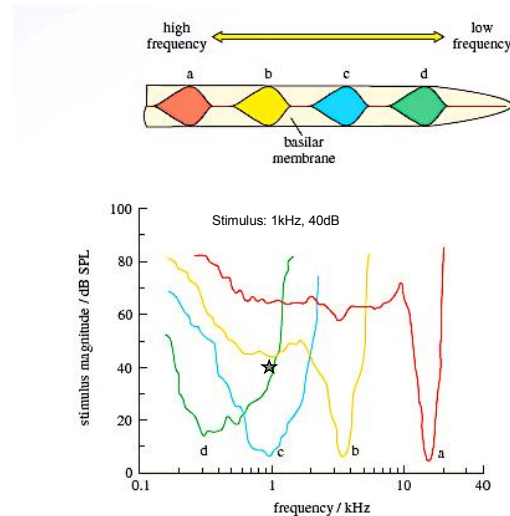 high frequency
low frequency
a
b
c
d
basilar membrane
100
Stimulus: 1kHz, 40dB
80
60
40
20
0
stimulus magnitude / dB SPL
d
c
b
a
0.1
1
10
40
frequency / kHz